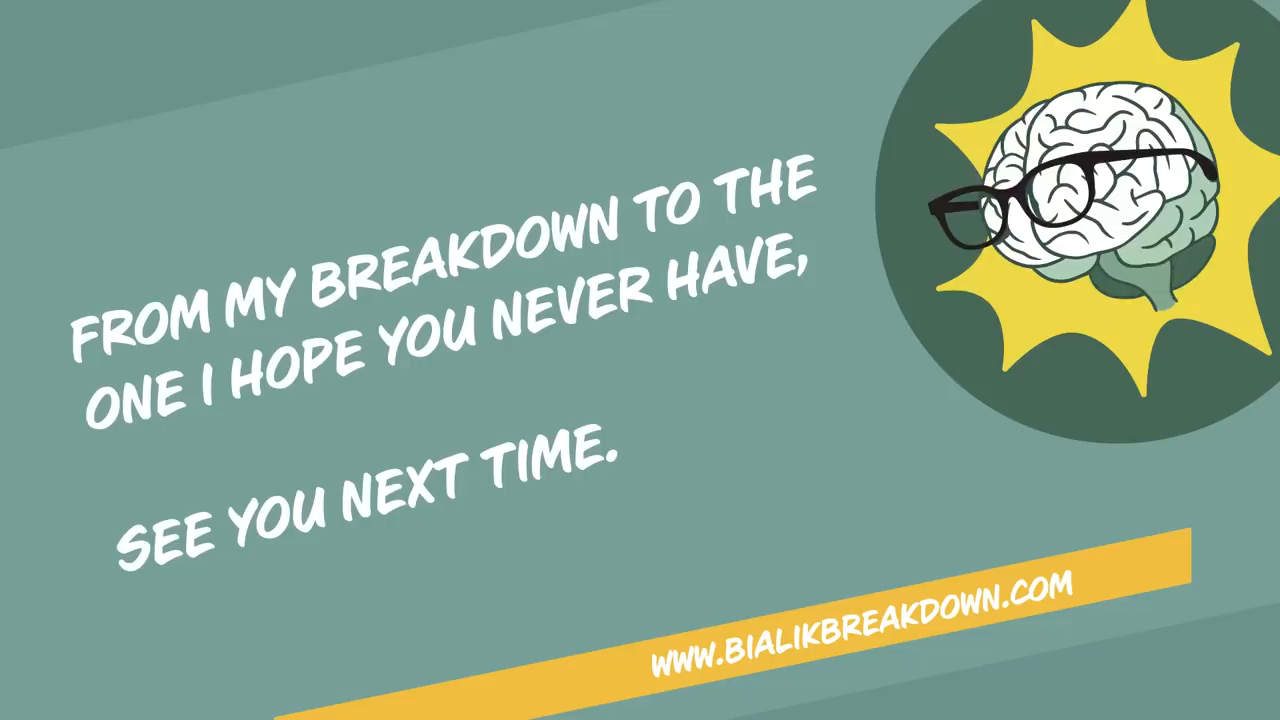 FROM MY BREAKDOWN TO THE
ONE I HOPE YOU NEVER HAVE,
SEE YOU NEXT TIME.
WWW.BIALIKBREAKDOWN.COM